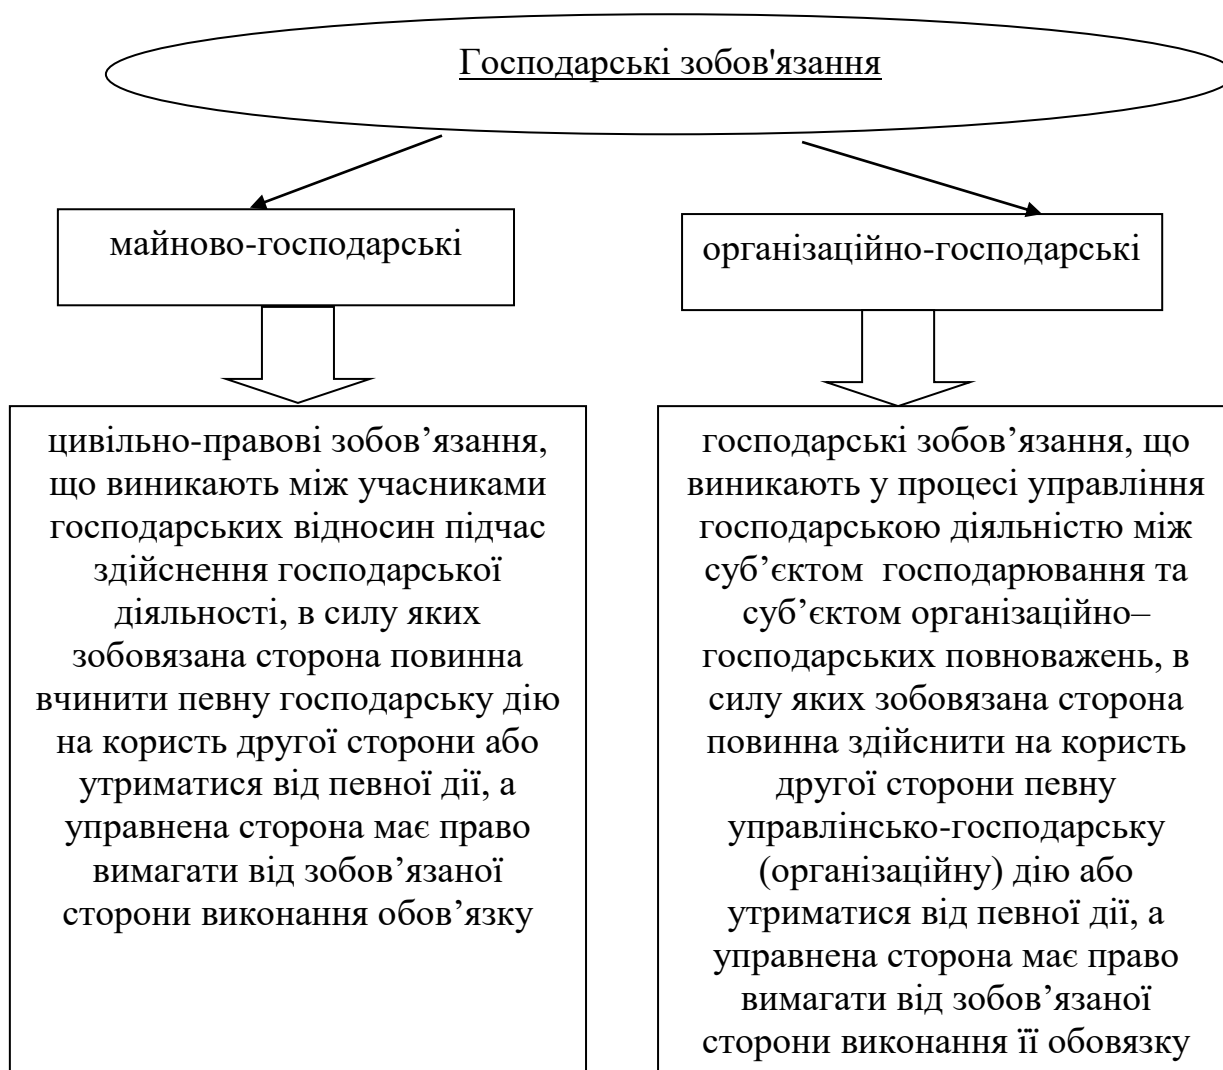 Господарські зобов'язання
майново-господарські
організаційно-господарські
цивільно-правові зобов’язання,
що виникають між учасниками
господарських відносин підчас
здійснення господарської
діяльності, в силу яких
зобовязана сторона повинна
вчинити певну господарську дію
на користь другої сторони або
утриматися від певної дії, а
управнена сторона має право
вимагати від зобов’язаної
сторони виконання обов’язку
господарські зобов’язання, що
виникають у процесі управління
господарською діяльністю між
суб’єктом  господарювання та
суб’єктом організаційно–
господарських повноважень, в
силу яких зобовязана сторона
повинна здійснити на користь
другої сторони певну
управлінсько-господарську
(організаційну) дію або
утриматися від певної дії, а
управнена сторона має право
вимагати від зобов’язаної
сторони виконання її обовязку